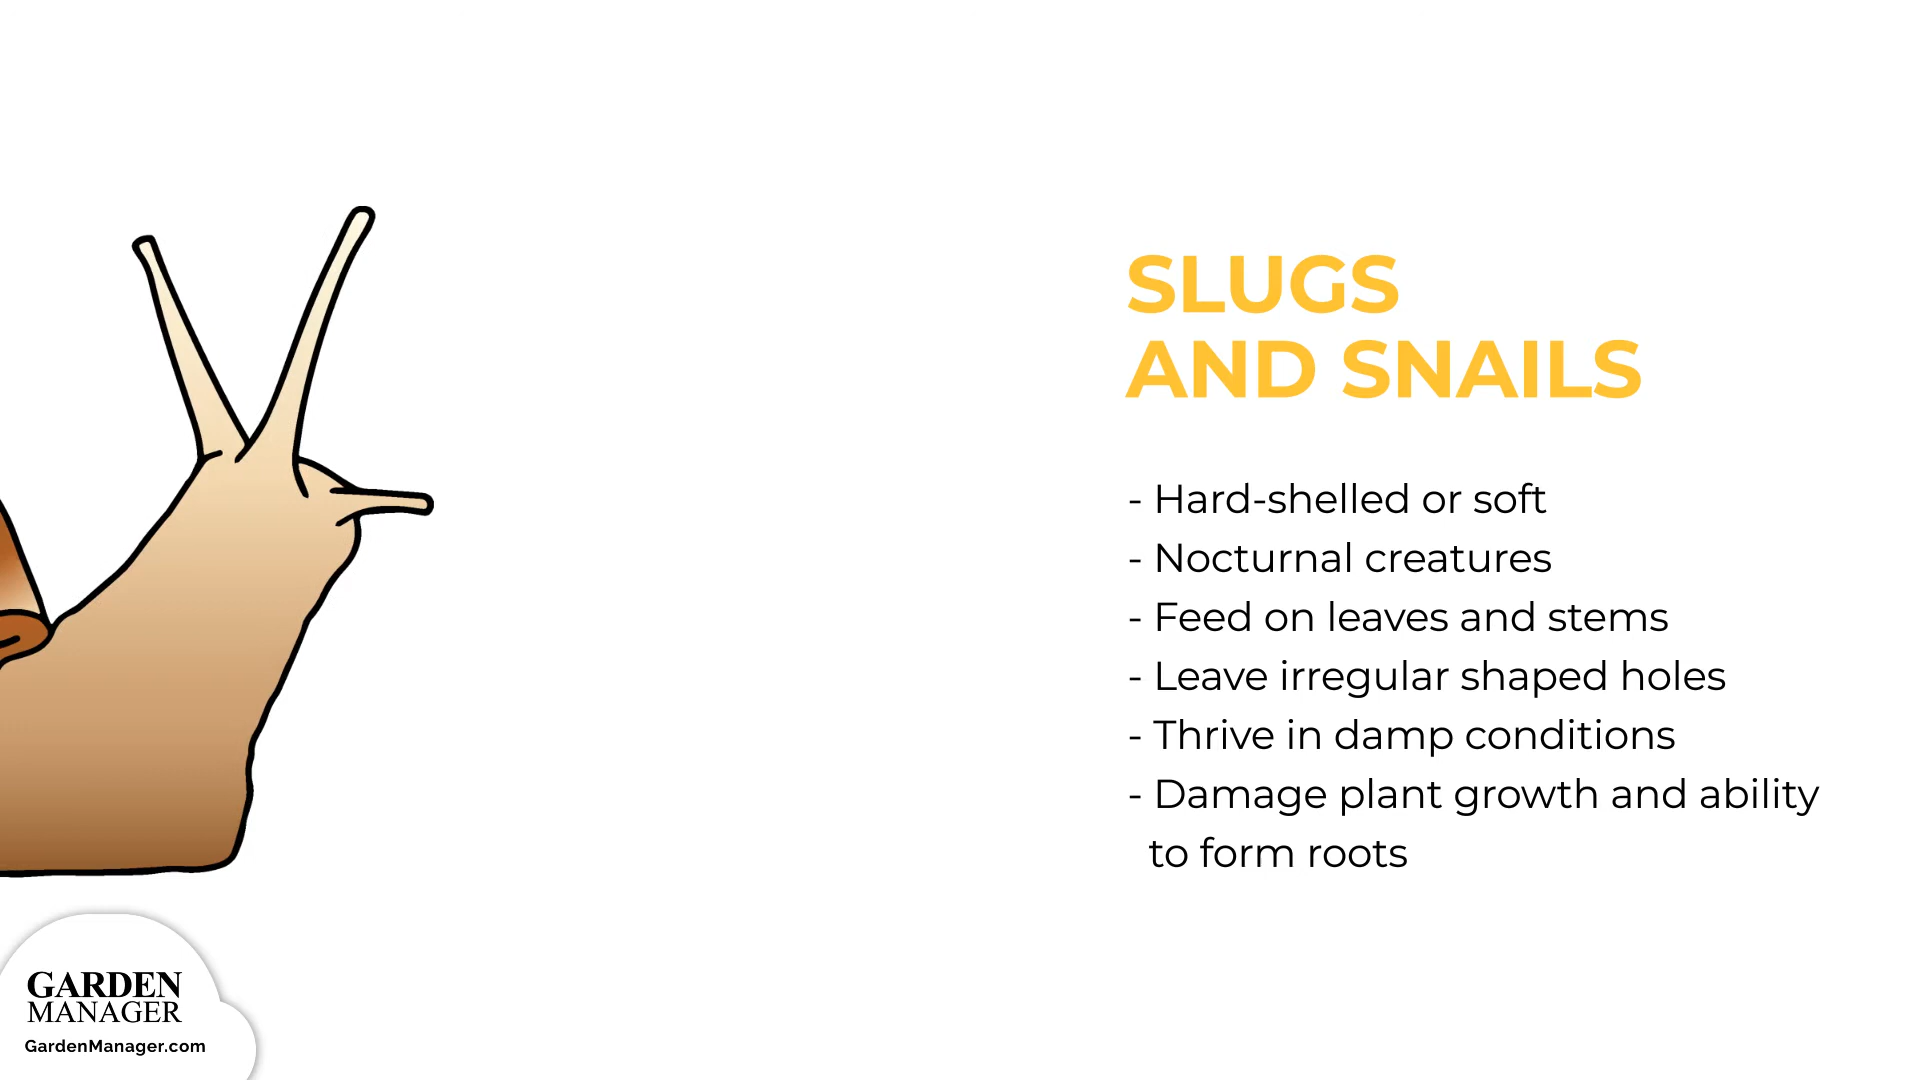 SLUGS
AND SNAILS
- Hard-shelled or soft
- Nocturnal creatures
- Feed on leaves and stems
- Leave irregular shaped holes
- Thrive in damp conditions
- Damage plant growth and ability
to form roots
GARDEN
MANAGER
GardenManager.com